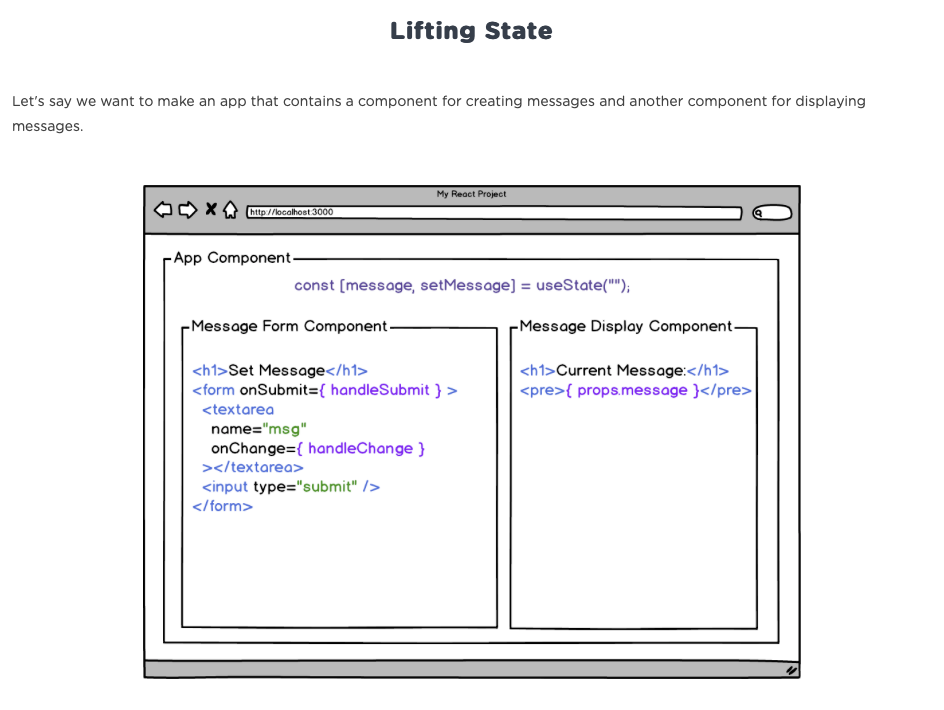 Lifting State
Let's say we want to make an app that contains a component for creating messages and another component for displaying
messages.
My React Project
http://localhost:3000
App Component
const [message, setMessage] = useState("");
Message Form Component
<h1>Set Message</h1>
<form onSubmit={ handleSubmit } >
<textarea
name="msg"
onChange={ handleChange }
></textarea>
<input type="submit" />
</form>
Message Display Component
<h1>Current Message:</h1>
<pre>{ props.message }</pre>